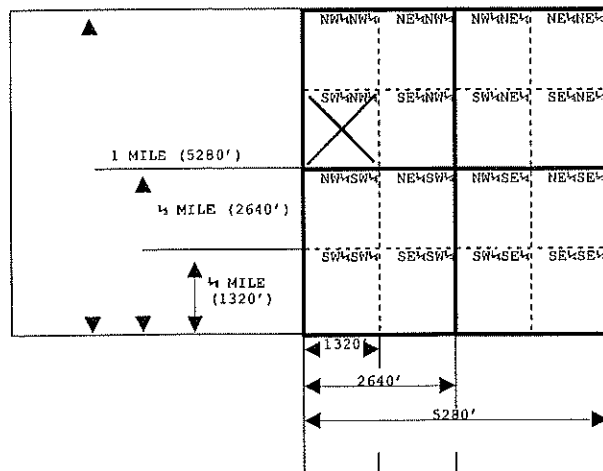 NW¼NW¼ NE¼NW¼ NW¼NE¼ NE¼NE¼
SW¼NW¼ SE¼NW¼ SW¼NE¼ SE¼NE¼
1 MILE (5280')
NW¼SW¼ NE¼SW¼ NW¼SE¼ NE¼SE¼
½ MILE (2640')
SW¼SW¼ SE¼SW¼ SW¼SE¼ SE¼SE¼
¼ MILE
(1320')
1320'
2640'
5280'